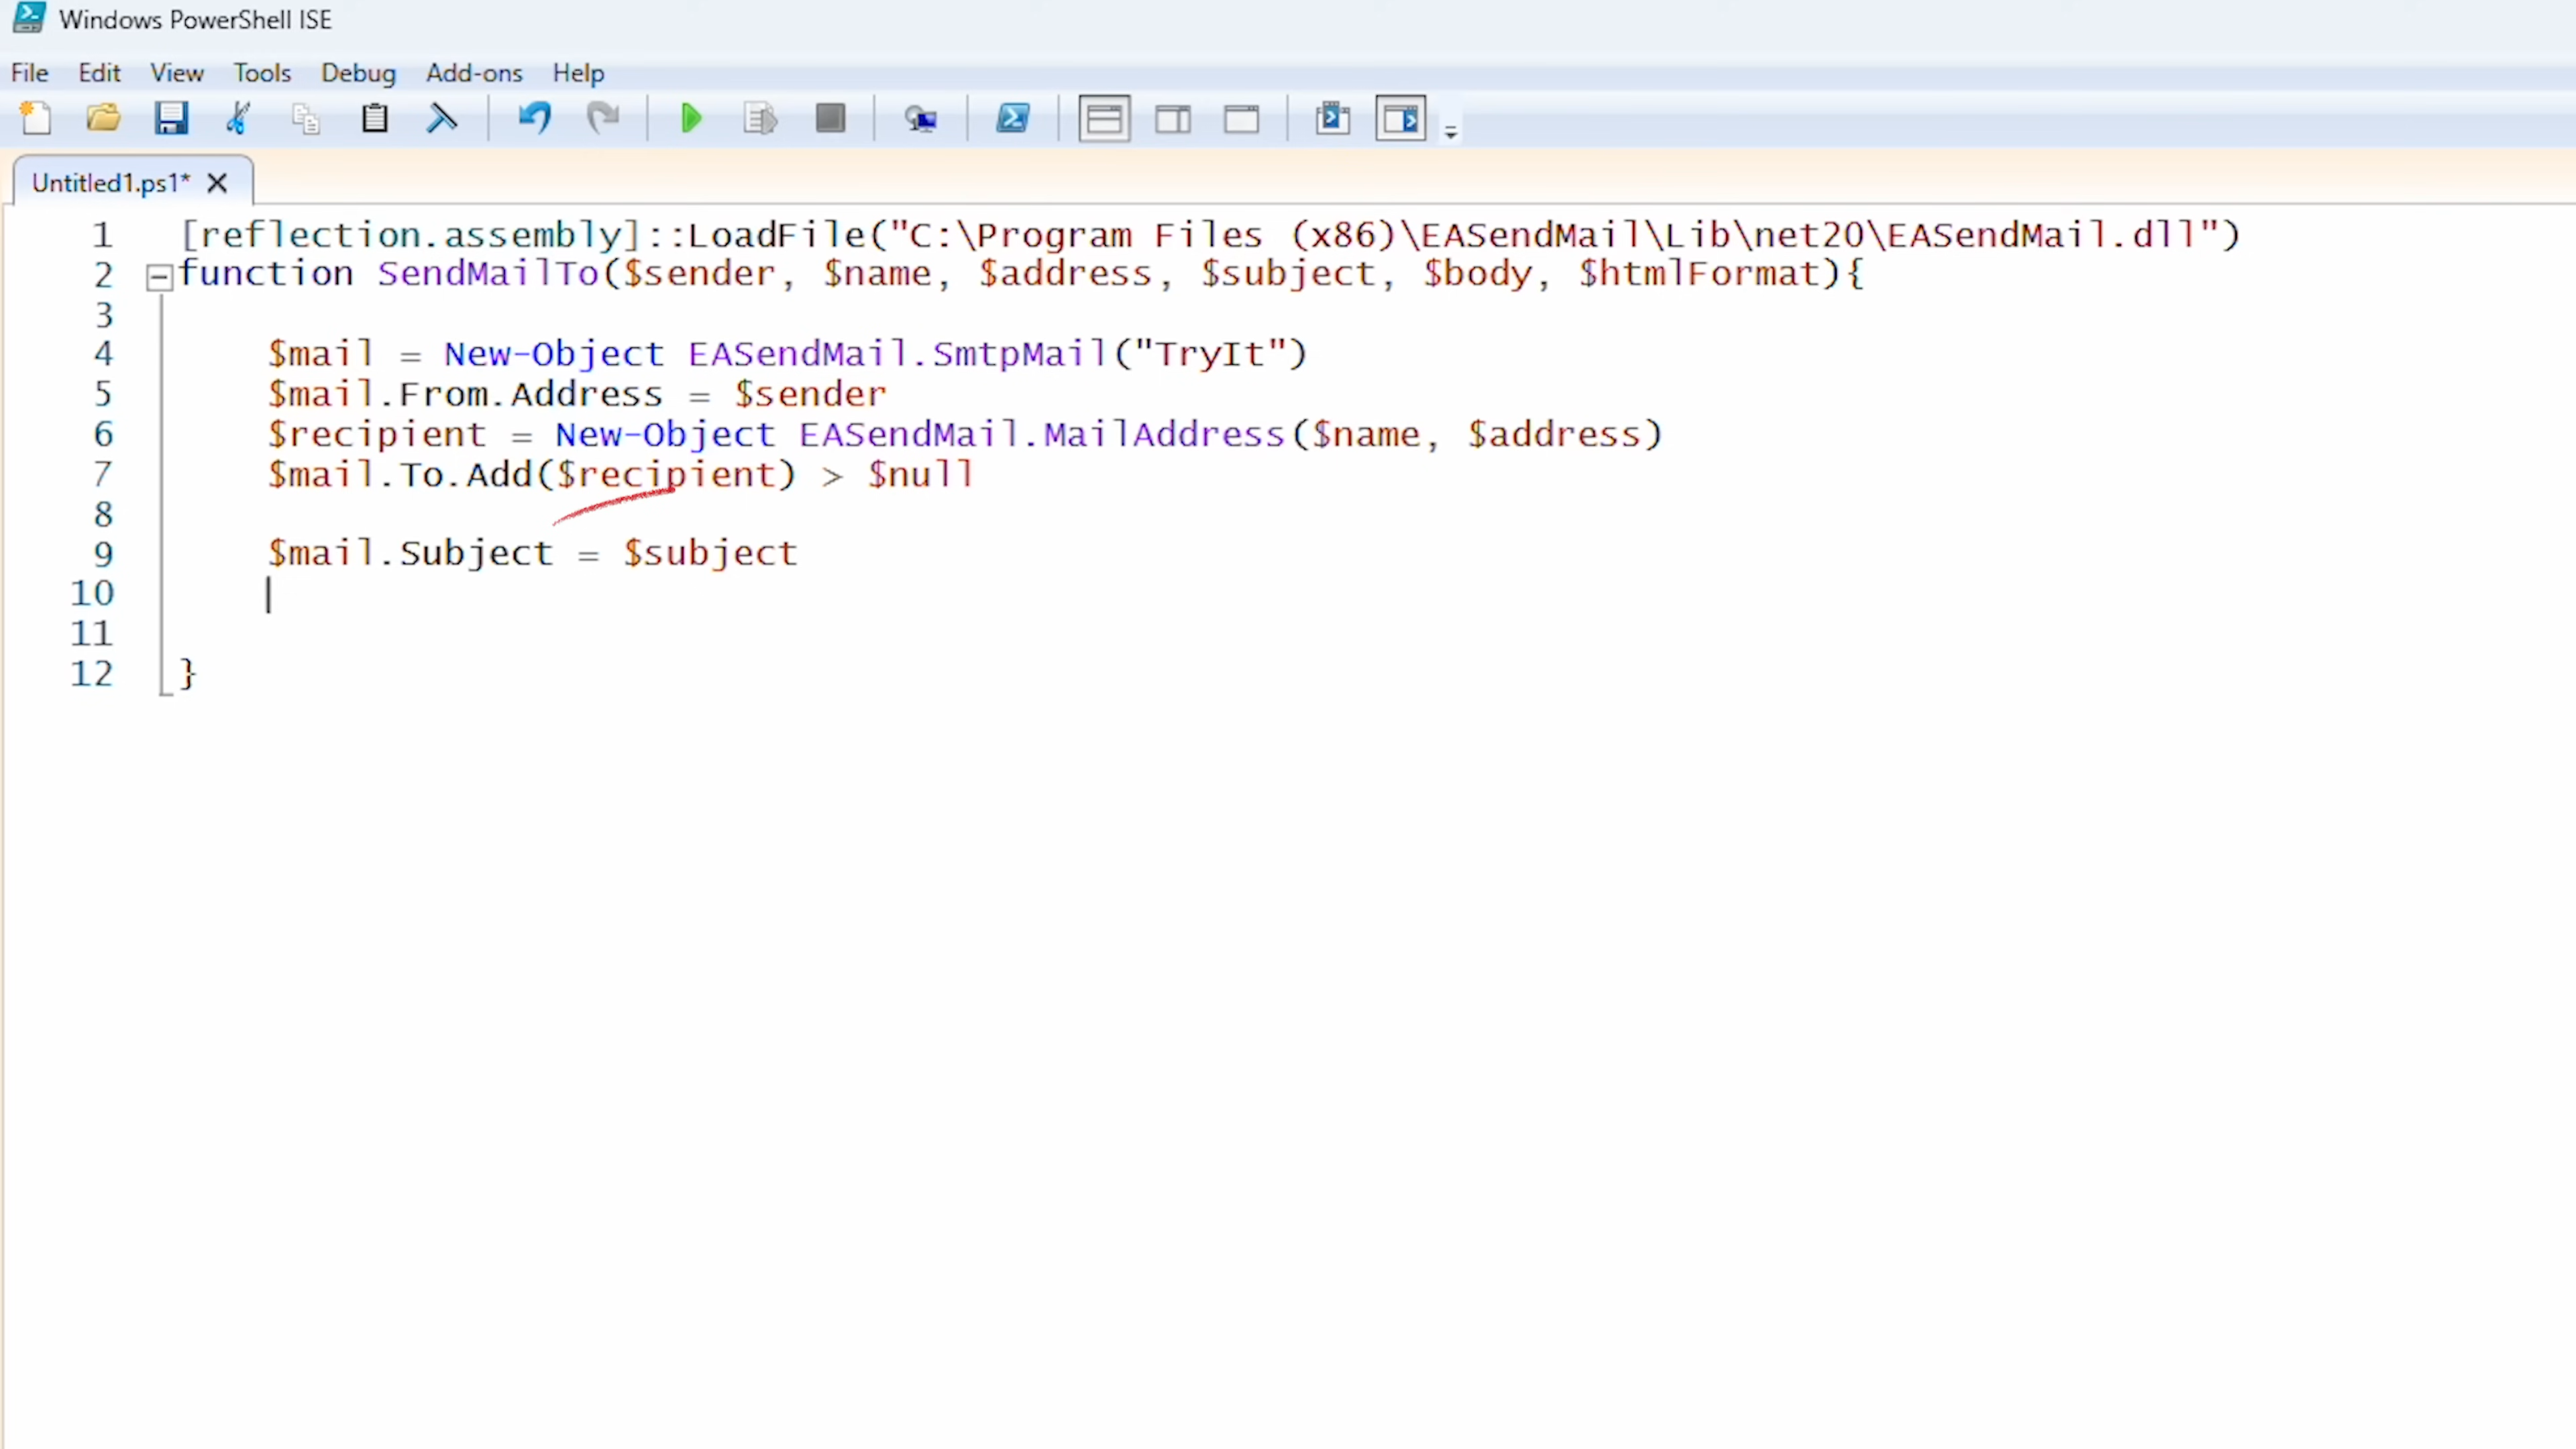 Windows PowerShell ISE
File Edit View Tools Debug Add-ons Help
Untitled1.ps1*
1 [reflection.assembly]::LoadFile("C:\Program Files (x86)\EASendMail\Lib\net20\EASendMail.dll")
2 function SendMailTo($sender, $name, $address, $subject, $body, $htmlFormat){
3
4 $mail = New-Object EASendMail.SmtpMail("TryIt")
5 $mail.From.Address = $sender
6 $recipient = New-Object EASendMail.MailAddress($name, $address)
7 $mail.To.Add($recipient) > $null
8
9 $mail.Subject = $subject
10
11
12 }